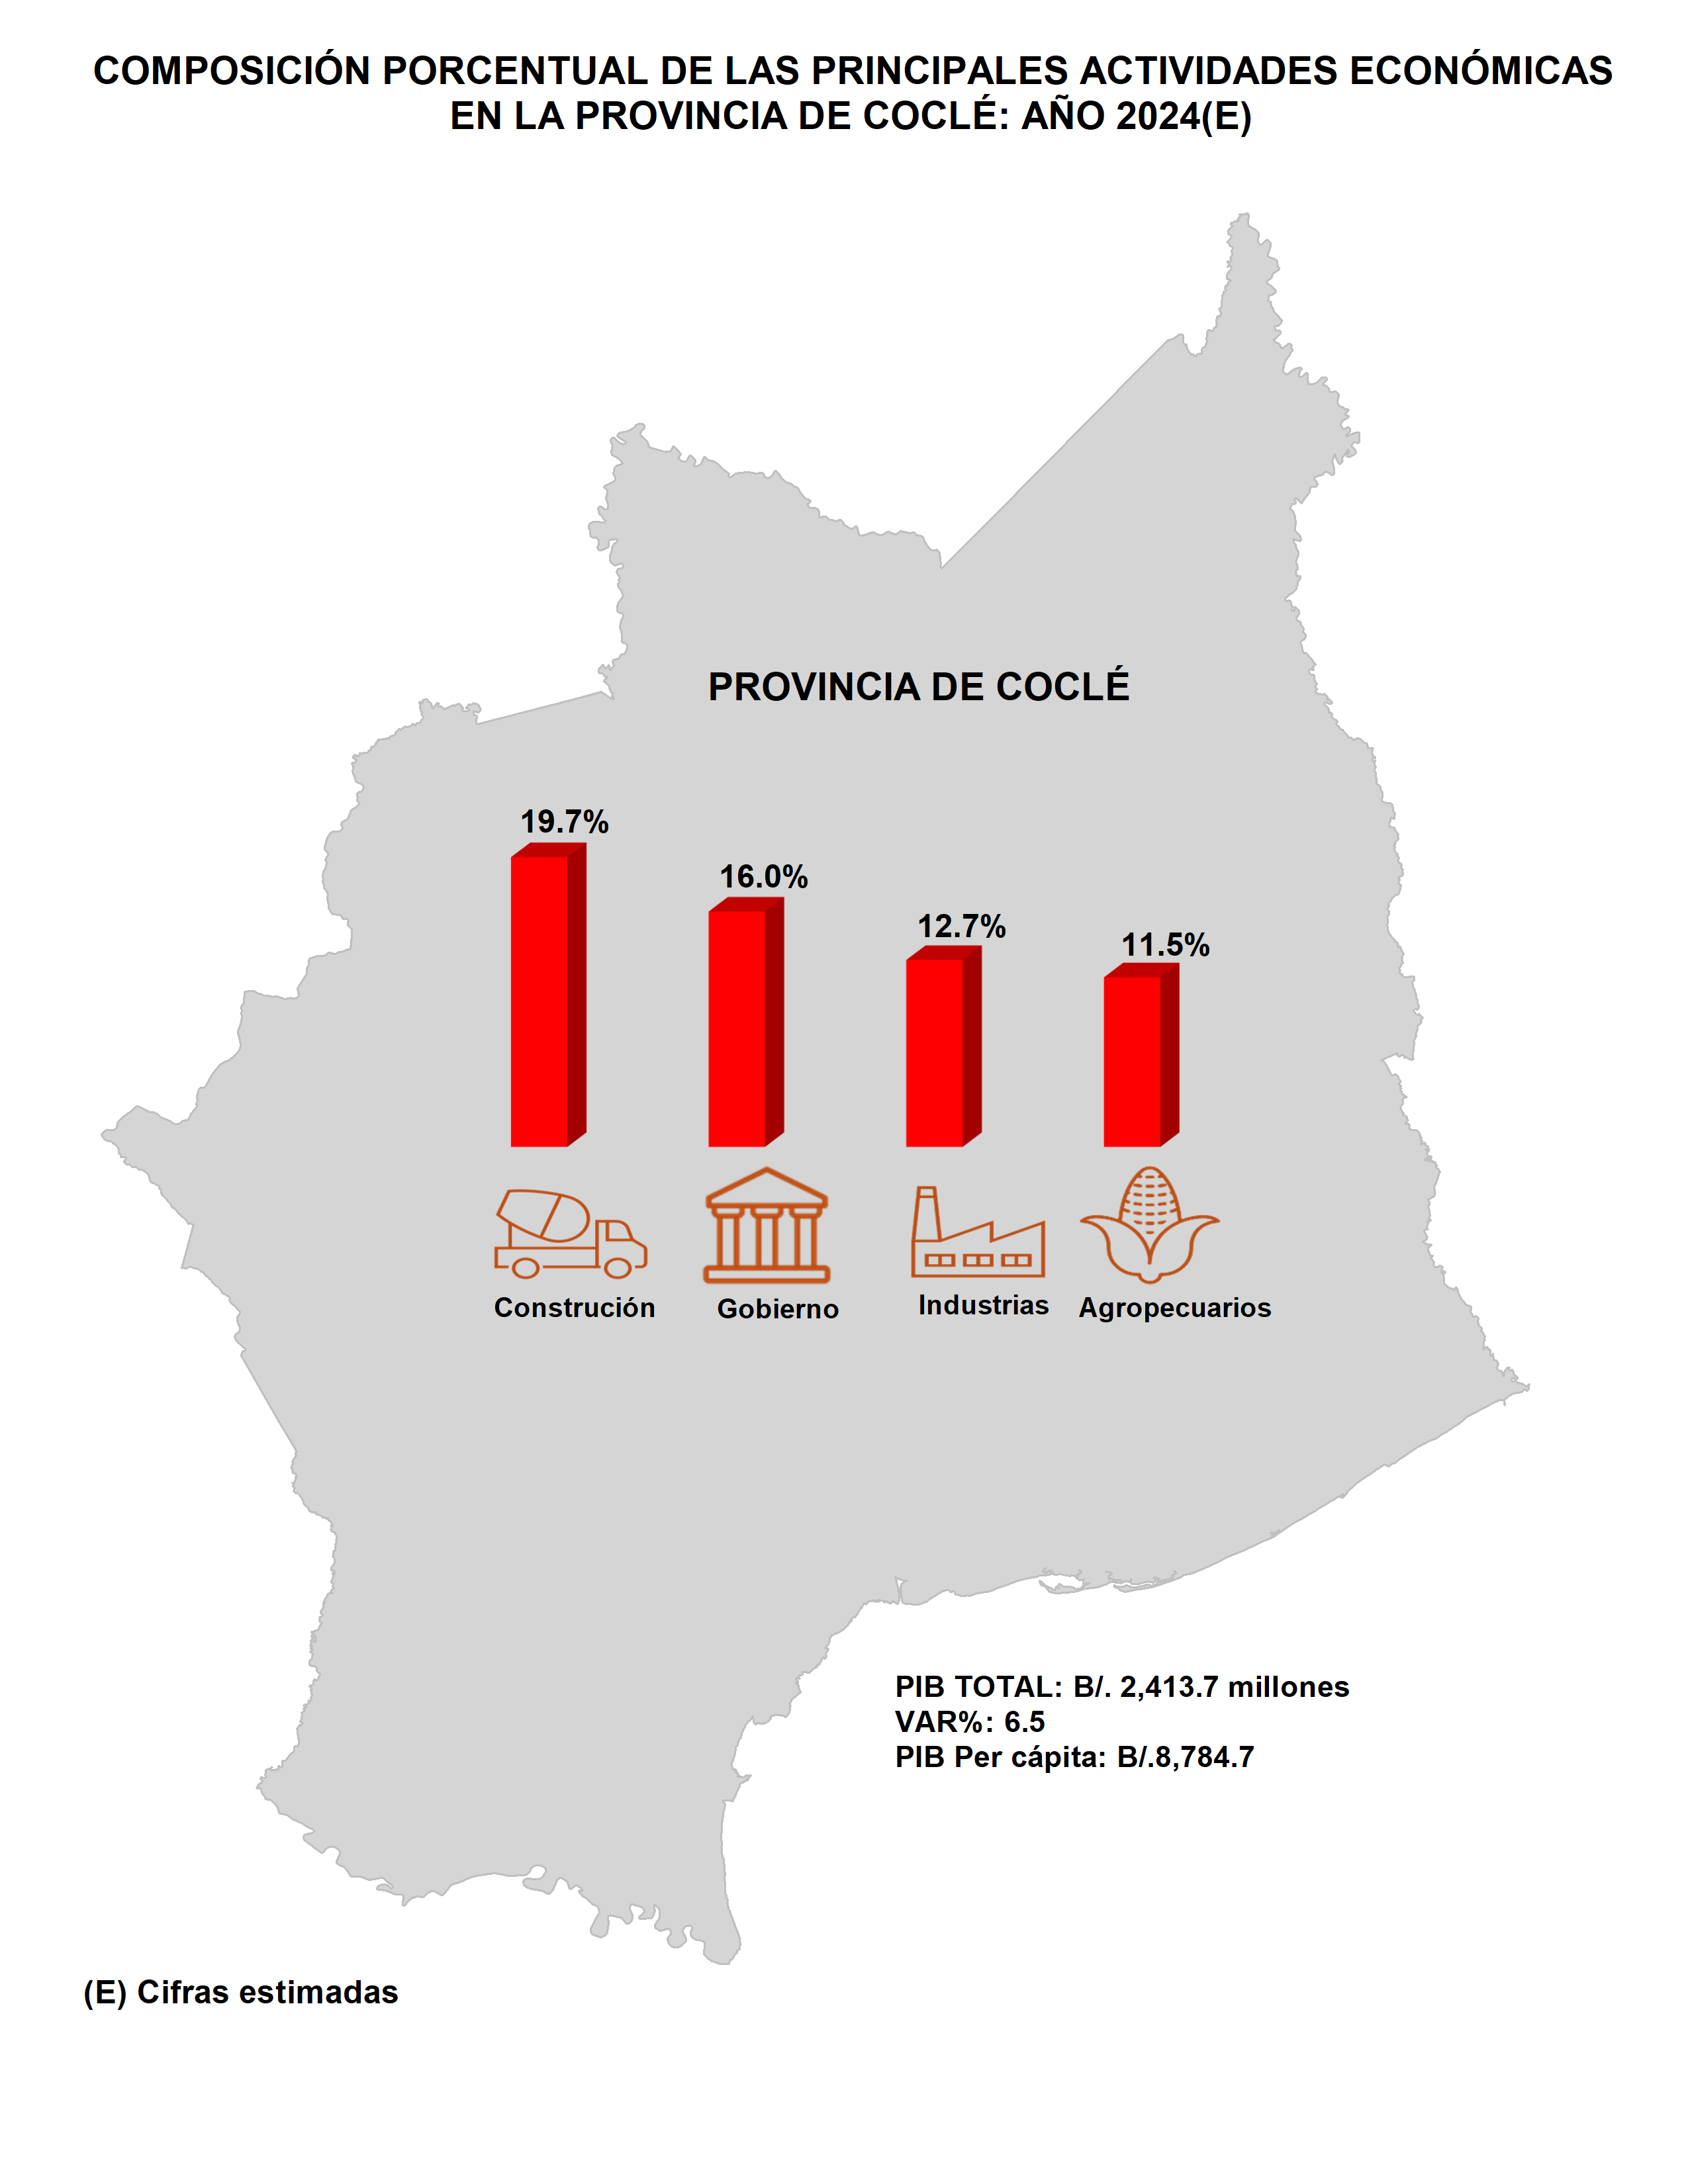 COMPOSICIÓN PORCENTUAL DE LAS PRINCIPALES ACTIVIDADES ECONÓMICAS
EN LA PROVINCIA DE COCLÉ: AÑO 2024(E)
PROVINCIA DE COCLÉ
19.7%
16.0%
12.7%
11.5%
Construción
Gobierno
Industrias
Agropecuarios
PIB TOTAL: B/. 2,413.7 millones
VAR%: 6.5
PIB Per cápita: B/.8,784.7
(E) Cifras estimadas